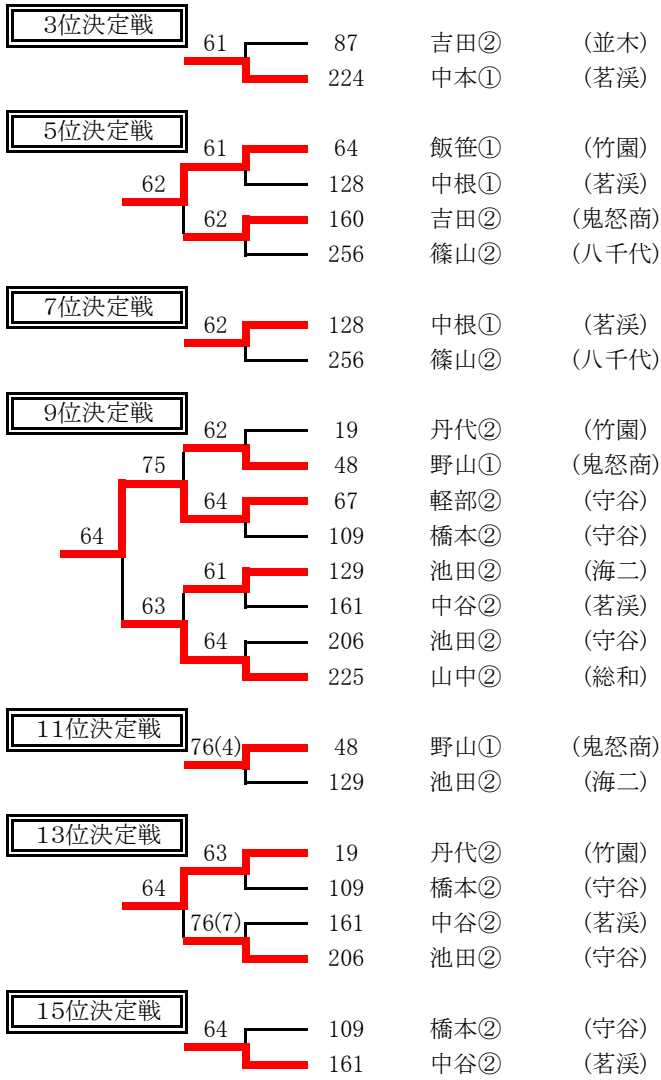 3位決定戦
61 87 吉田② (並木)
224 中本① (茗渓)
5位決定戦
61 64 飯笹① (竹園)
62 128 中根① (茗渓)
62 160 吉田② (鬼怒商)
256 篠山② (八千代)
7位決定戦
62 128 中根① (茗渓)
256 篠山② (八千代)
9位決定戦
62 19 丹代② (竹園)
75 48 野山① (鬼怒商)
64 67 軽部② (守谷)
64 109 橋本② (守谷)
61 129 池田② (海二)
63 161 中谷② (茗渓)
64 206 池田② (守谷)
225 山中② (総和)
11位決定戦
76(4) 48 野山① (鬼怒商)
129 池田② (海二)
13位決定戦
63 19 丹代② (竹園)
64 109 橋本② (守谷)
76(7) 161 中谷② (茗渓)
206 池田② (守谷)
15位決定戦
64 109 橋本② (守谷)
161 中谷② (茗渓)